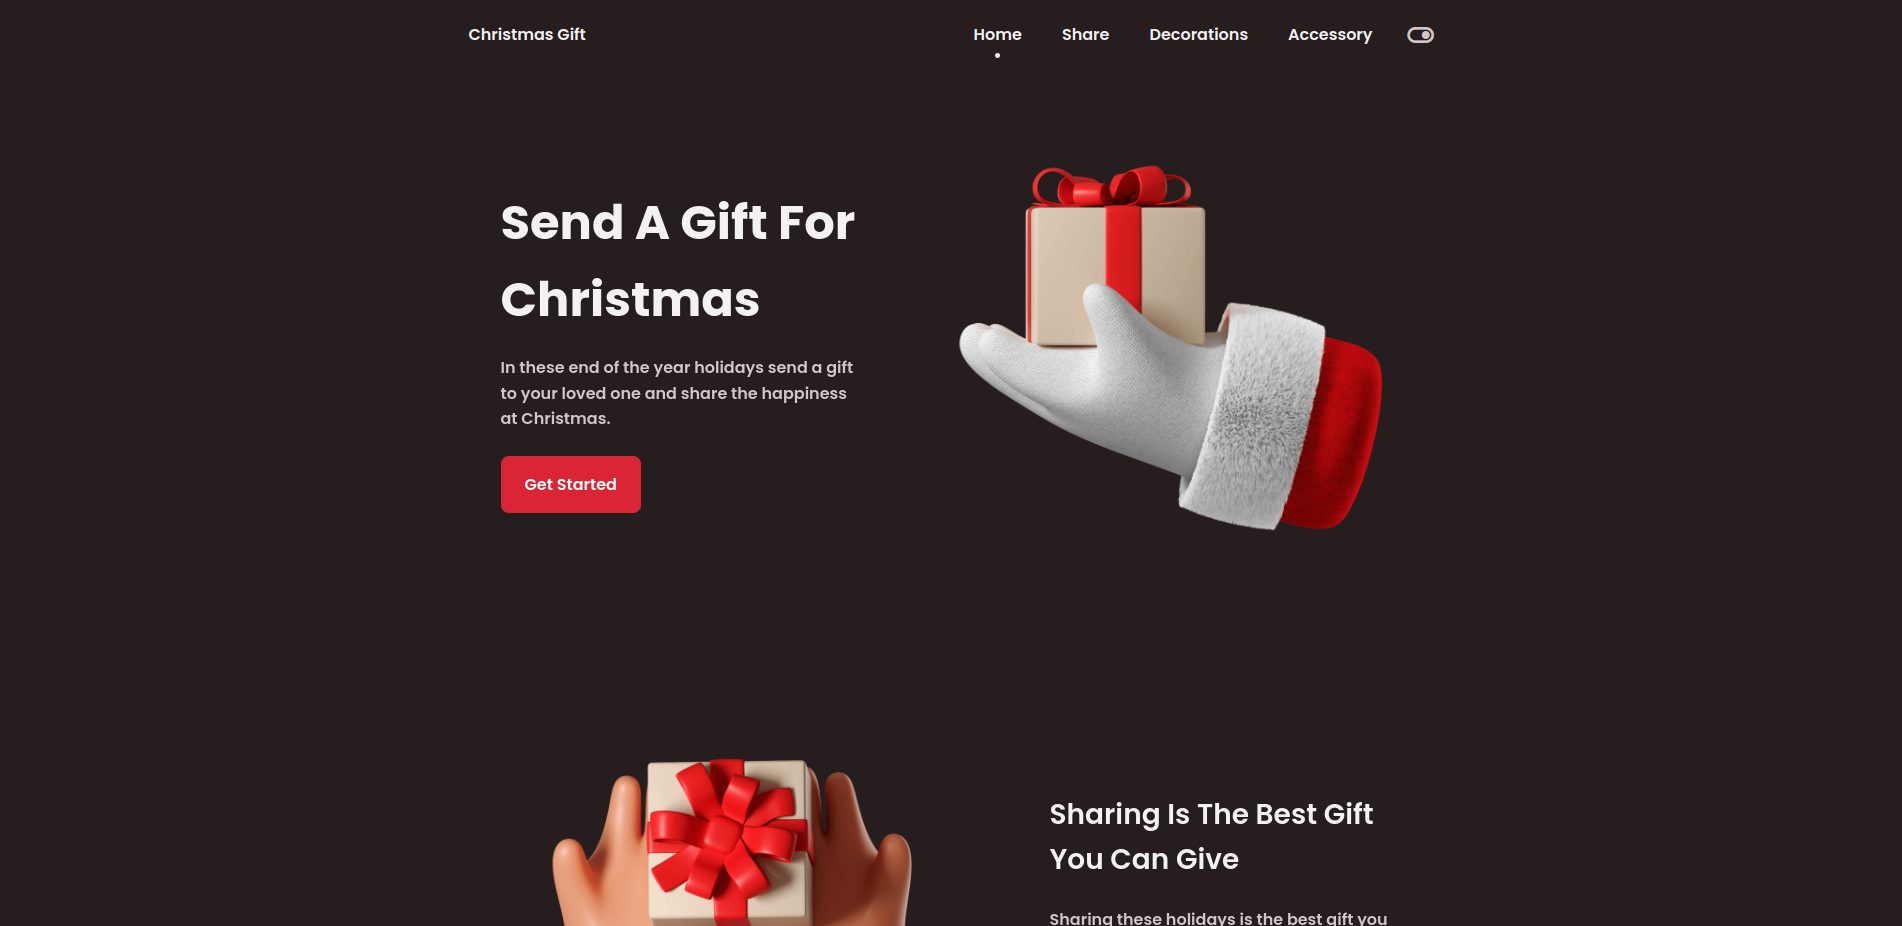 Christmas Gift
Home Share Decorations Accessory
Send A Gift For
Christmas
In these end of the year holidays send a gift
to your loved one and share the happiness
at Christmas.
Get Started
Sharing Is The Best Gift
You Can Give
Sharing these holidays is the best gift you